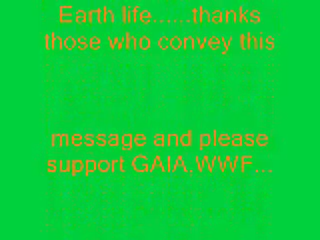 Earth life......thanks
those who convey this
message and please
support GAIA,WWF...